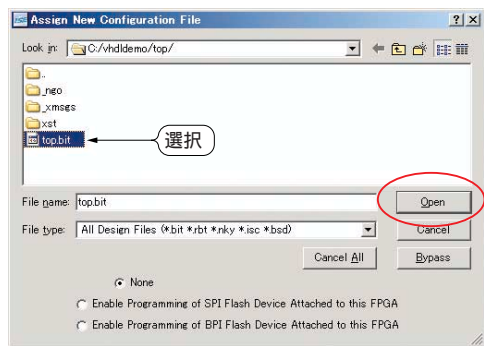 Assign New Configuration File
Look in: C:/vhdldemo/top/
..
_ngo
_xmsgs
xst
top.bit
選択
File name: top.bit
Open
File type: All Design Files (*.bit *.rbt *.nky *.isc *.bsd)
Cancel
Cancel All
Bypass
None
Enable Programming of SPI Flash Device Attached to this FPGA
Enable Programming of BPI Flash Device Attached to this FPGA